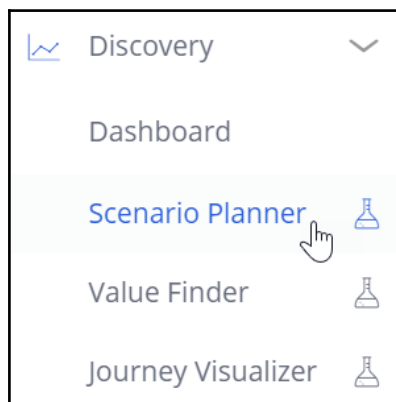 Discovery
Dashboard
Scenario Planner
Value Finder
Journey Visualizer